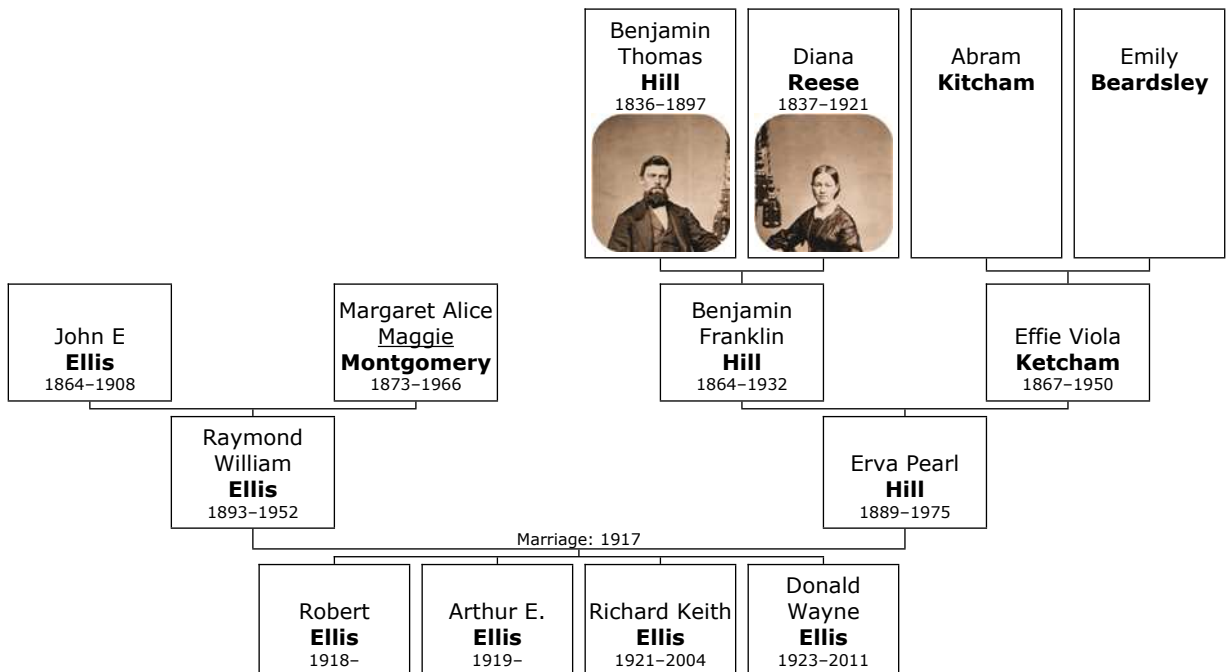 Benjamin
Thomas
Hill
1836–1897
Diana
Reese
1837–1921
Abram
Kitcham
Emily
Beardsley
John E
Ellis
1864–1908
Margaret Alice
Maggie
Montgomery
1873–1966
Benjamin
Franklin
Hill
1864–1932
Effie Viola
Ketcham
1867–1950
Raymond
William
Ellis
1893–1952
Erva Pearl
Hill
1889–1975
Marriage: 1917
Robert
Ellis
1918–
Arthur E.
Ellis
1919–
Richard Keith
Ellis
1921–2004
Donald
Wayne
Ellis
1923–2011